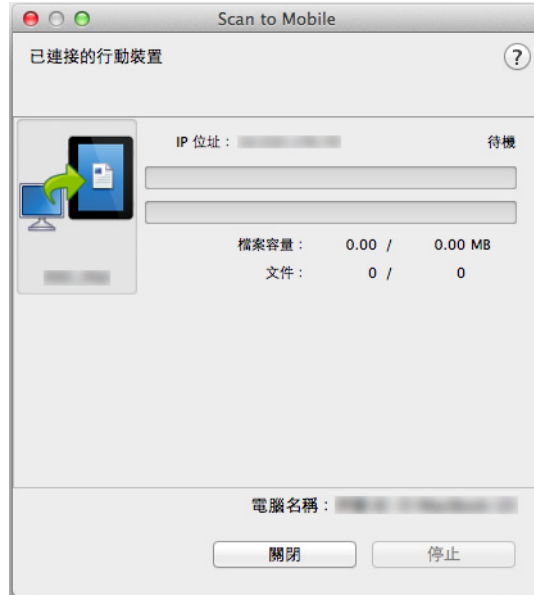 Scan to Mobile
已連接的行動裝置
?
IP 位址：
待機
檔案容量： 0.00 / 0.00 MB
文件： 0 / 0
電腦名稱：
關閉 停止